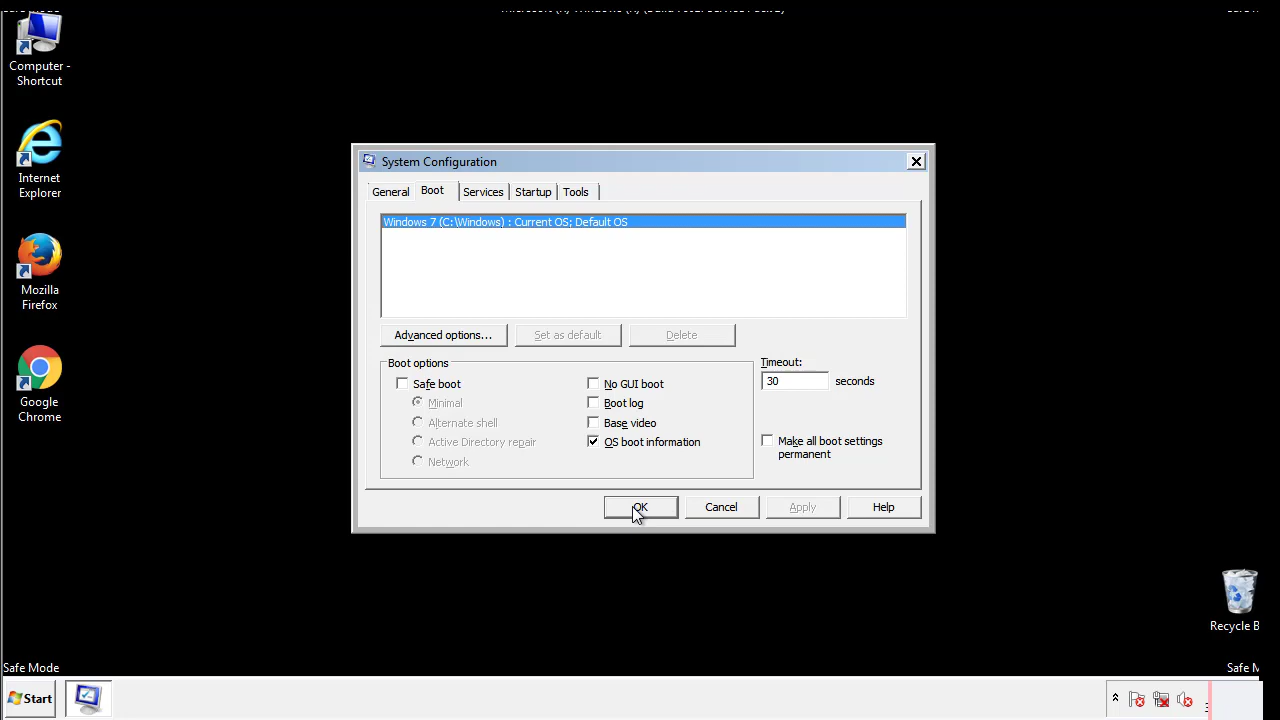 Computer -
Shortcut
Internet
Explorer
Mozilla
Firefox
Google
Chrome
System Configuration
General Boot Services Startup Tools
Windows 7 (C:\Windows) : Current OS; Default OS
Advanced options... Set as default Delete
Boot options
Safe boot
Minimal
Alternate shell
Active Directory repair
Network
No GUI boot
Boot log
Base video
OS boot information
Timeout:
30 seconds
Make all boot settings
permanent
OK Cancel Apply Help
Recycle B
Safe Mode
Safe M
Start